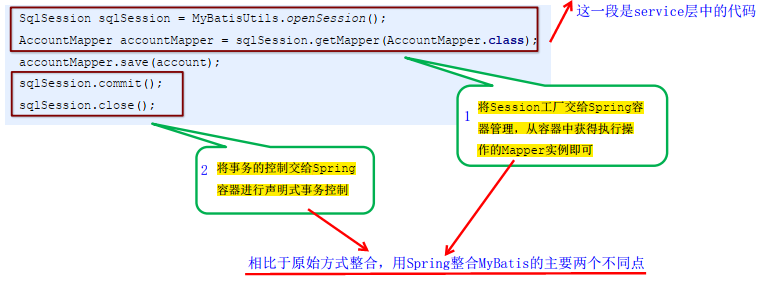 SqlSession sqlSession = MyBatisUtils.openSession();
AccountMapper accountMapper = sqlSession.getMapper(AccountMapper.class);
accountMapper.save(account);
sqlSession.commit();
sqlSession.close();
这一段是service层中的代码
1
将Session工厂交给Spring容
器管理，从容器中获得执行操
作的Mapper实例即可
2
将事务的控制交给Spring
容器进行声明式事务控制
相比于原始方式整合，用Spring整合MyBatis的主要两个不同点